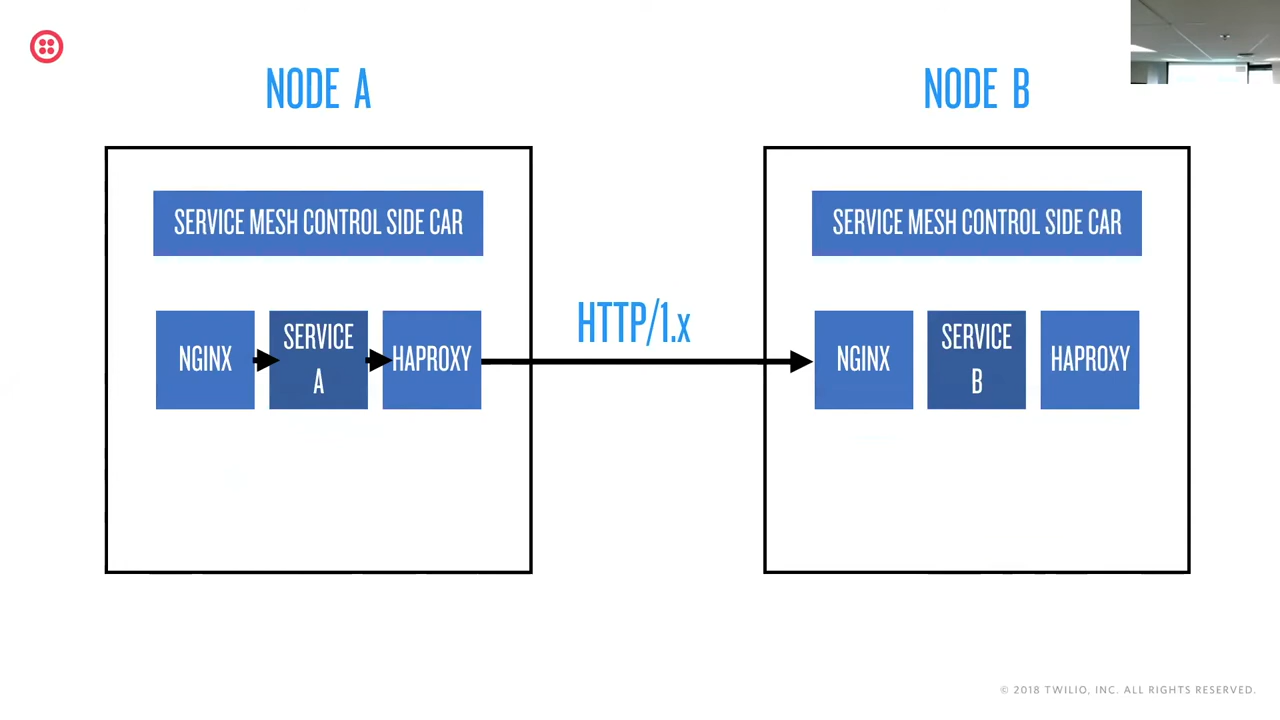 NODE A
NODE B
SERVICE MESH CONTROL SIDE CAR
SERVICE MESH CONTROL SIDE CAR
HTTP/1.x
NGINX
SERVICE
A
HAPROXY
NGINX
SERVICE
B
HAPROXY
© 2018 TWILIO, INC. ALL RIGHTS RESERVED.